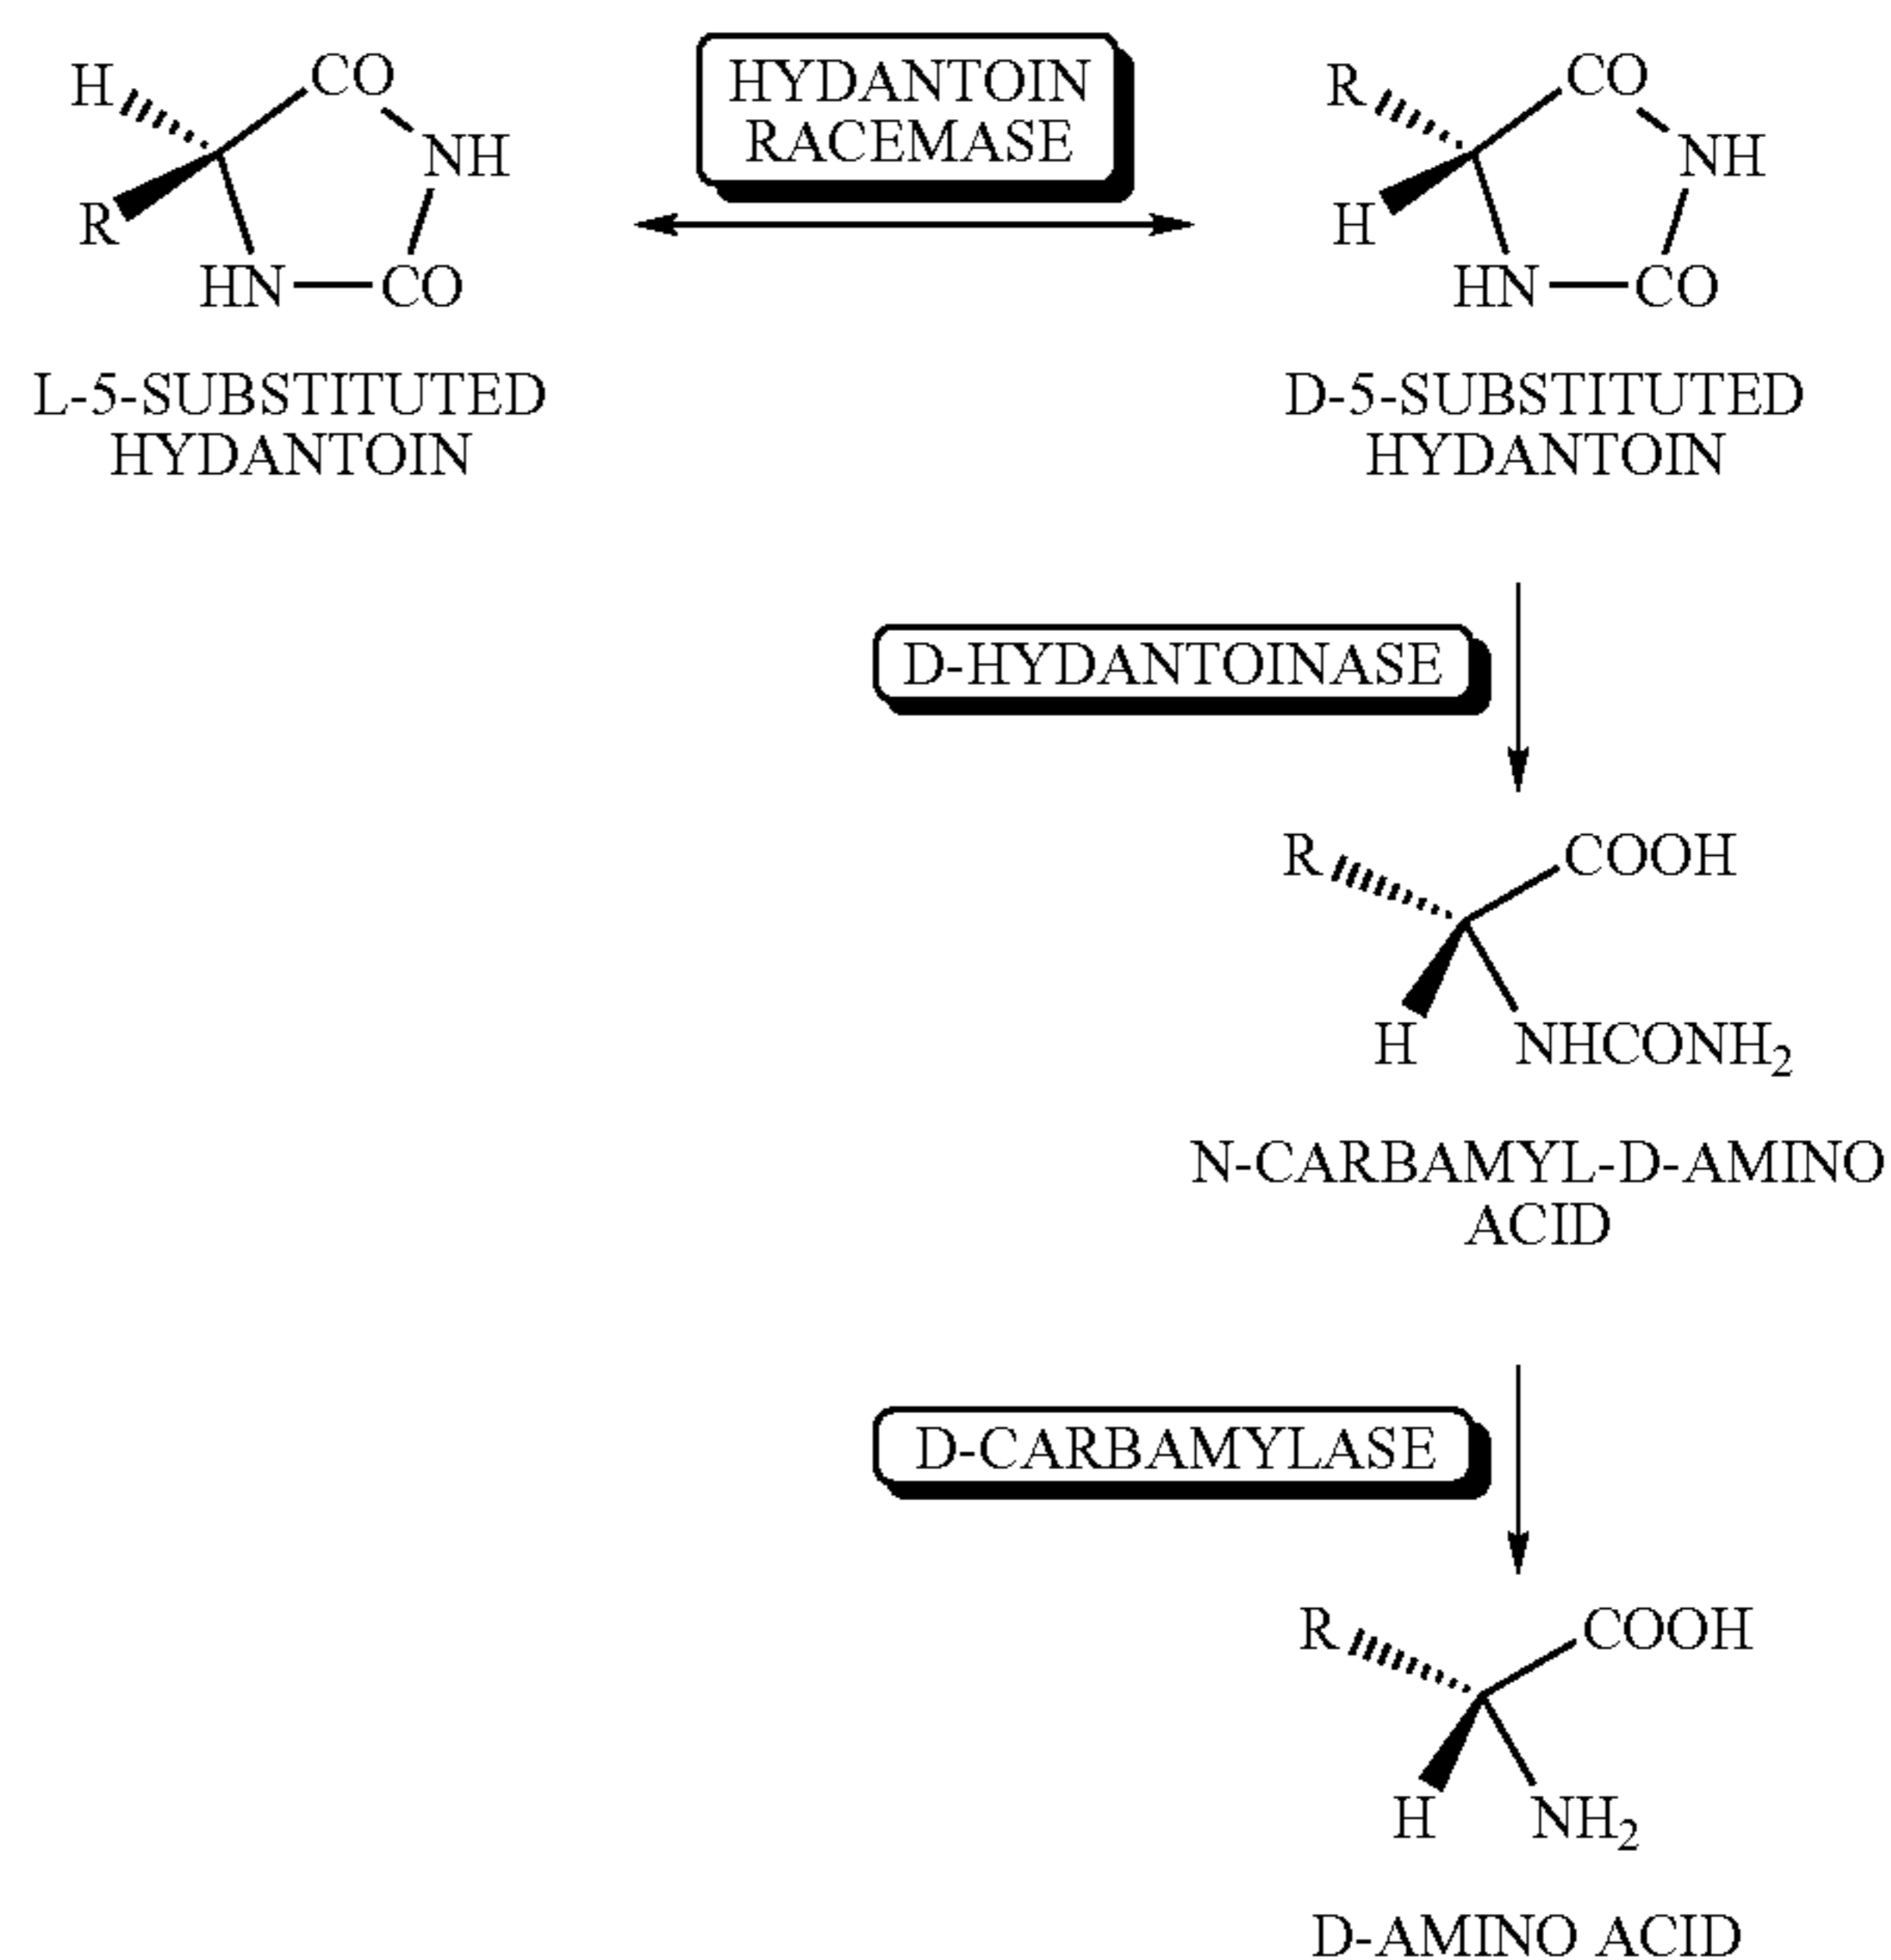 H
CO
NH
R
HN
CO
L-5-SUBSTITUTED
HYDANTOIN
HYDANTOIN
RACEMASE
R
CO
NH
H
HN
CO
D-5-SUBSTITUTED
HYDANTOIN
D-HYDANTOINASE
R
COOH
H
NHCONH2
N-CARBAMYL-D-AMINO
ACID
D-CARBAMYLASE
R
COOH
H
NH2
D-AMINO ACID